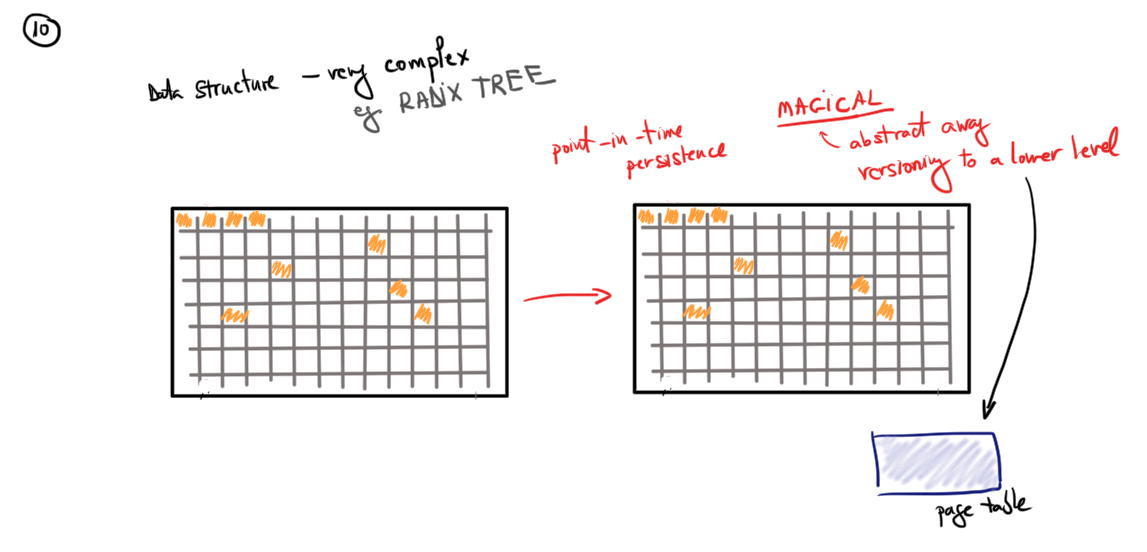 10
Data structure – very complex
eg RADIX TREE
point-in-time
persistence
MAGICAL
abstract away
versioning to a lower level
page table